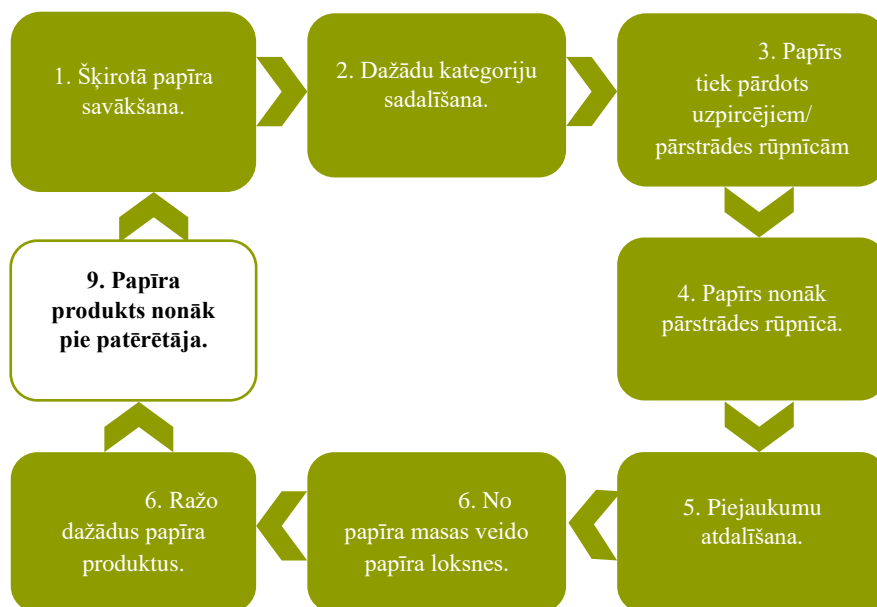 1. Šķirotā papīra
savākšana.
2. Dažādu kategoriju
sadalīšana.
3. Papīrs
tiek pārdots
uzpircējiem/
pārstrādes rūpnīcām
4. Papīrs nonāk
pārstrādes rūpnīcā.
5. Piejaukumu
atdalīšana.
6. No
papīra masas veido
papīra loksnes.
6. Ražo
dažādus papīra
produktus.
9. Papīra
produkts nonāk
pie patērētāja.